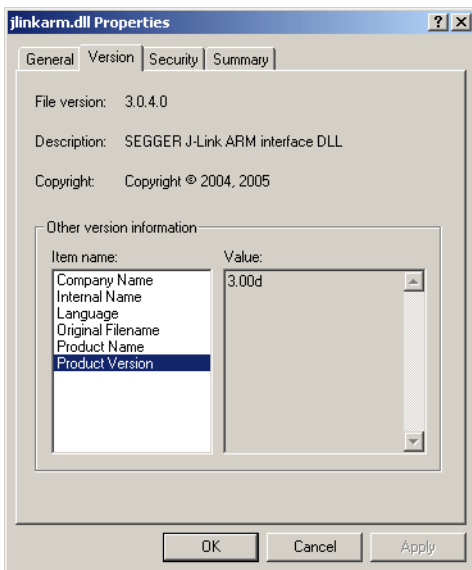 jlinkarm.dll Properties
General Version Security Summary
File version: 3.0.4.0
Description: SEGGER J-Link ARM interface DLL
Copyright: Copyright © 2004, 2005
Other version information
Item name: Value:
Company Name 3.00d
Internal Name
Language
Original Filename
Product Name
Product Version
OK Cancel Apply